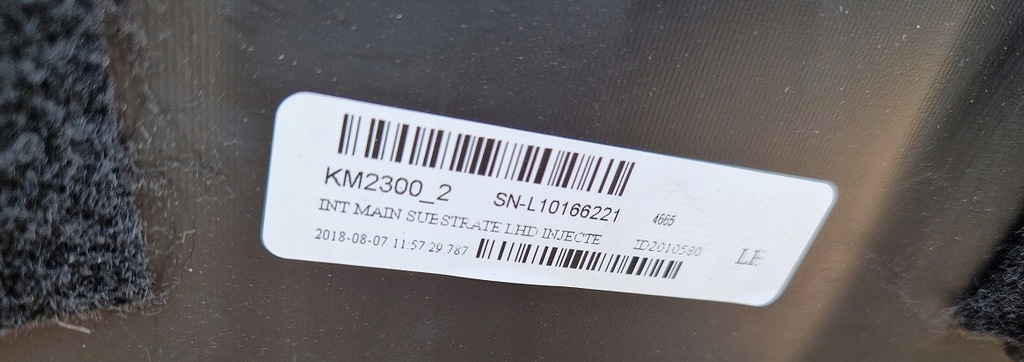 KM2300_2 SN-L10166221 4665
INT MAIN SUBSTRATE LHD INJECTE ID2010580 LE
2018-08-07 11:57:29 787